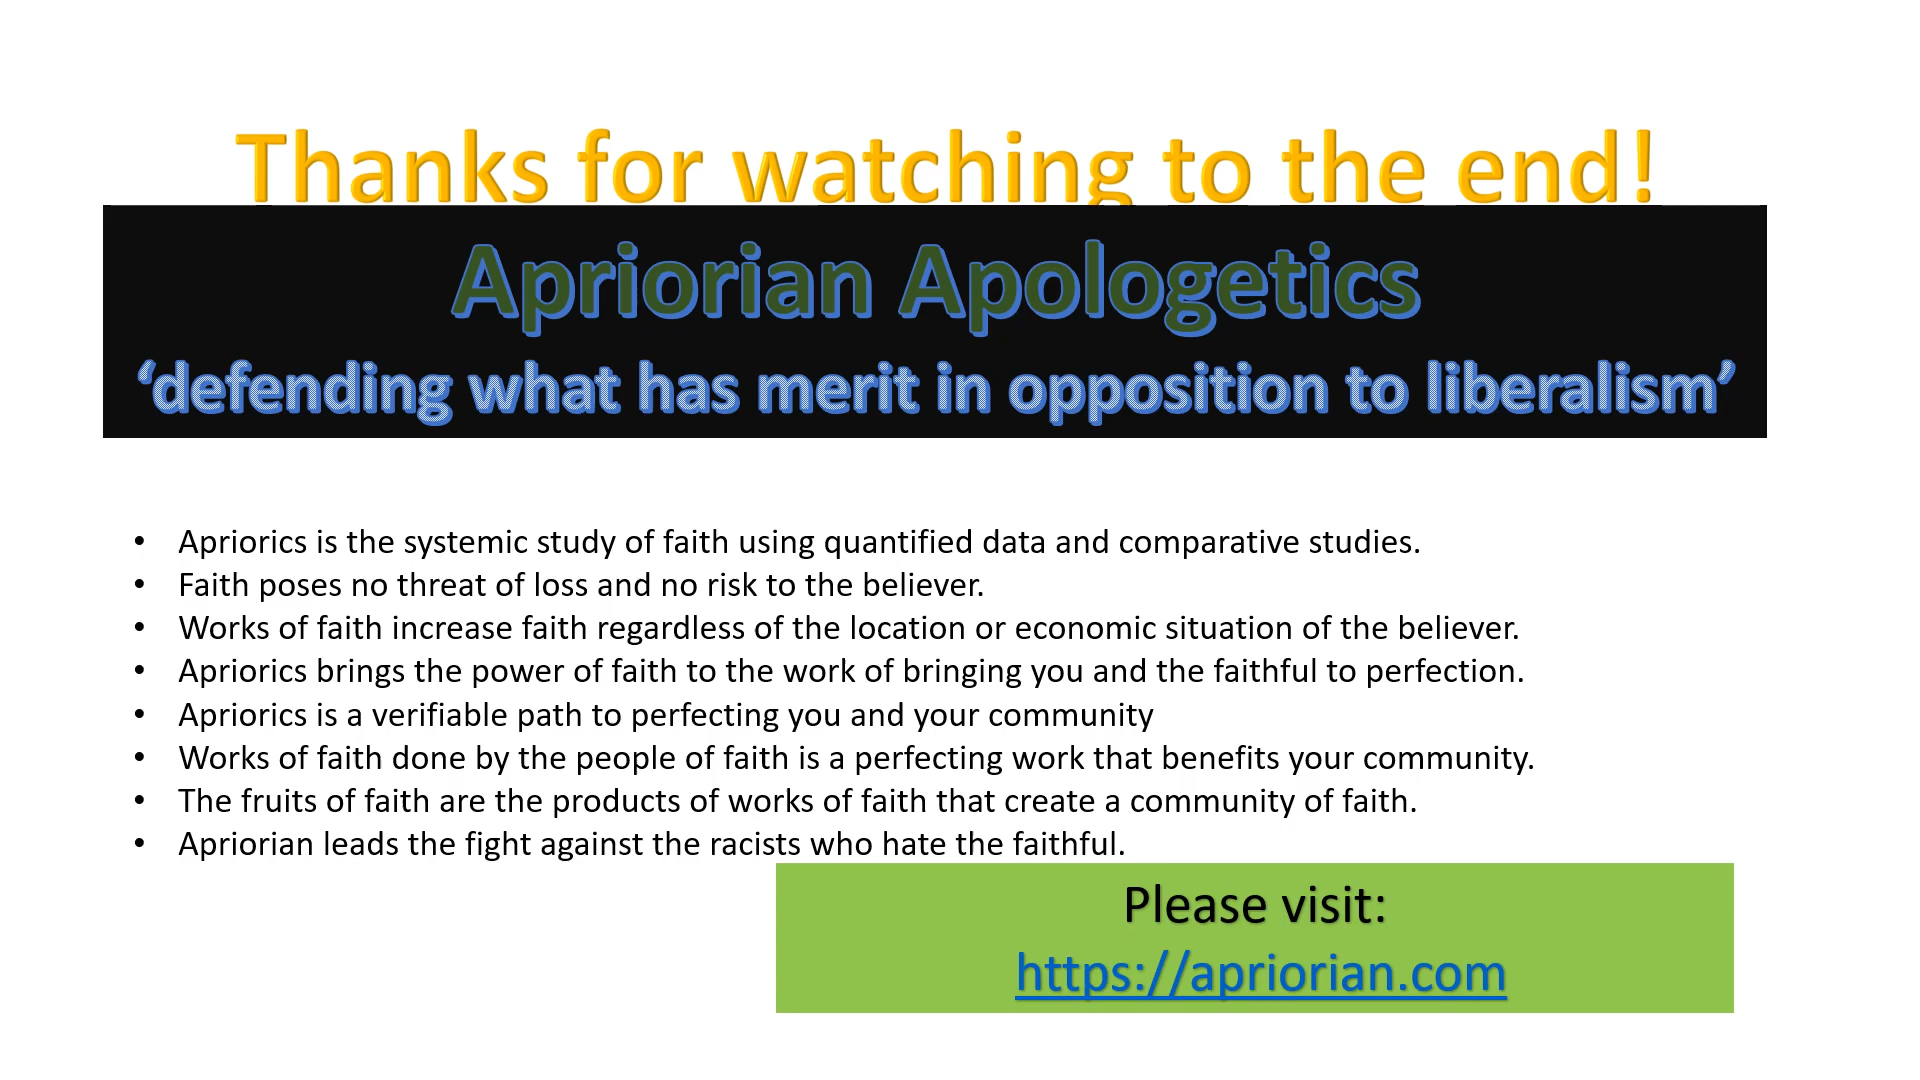 Thanks for watching to the end!
Apriorian Apologetics
‘defending what has merit in opposition to liberalism’
• Apriorics is the systemic study of faith using quantified data and comparative studies.
• Faith poses no threat of loss and no risk to the believer.
• Works of faith increase faith regardless of the location or economic situation of the believer.
• Apriorics brings the power of faith to the work of bringing you and the faithful to perfection.
• Apriorics is a verifiable path to perfecting you and your community
• Works of faith done by the people of faith is a perfecting work that benefits your community.
• The fruits of faith are the products of works of faith that create a community of faith.
• Apriorian leads the fight against the racists who hate the faithful.
Please visit:
https://apriorian.com